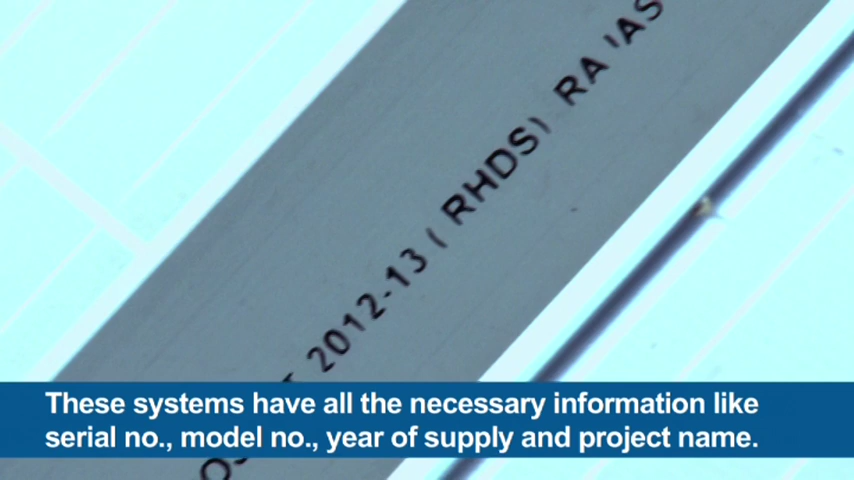 2012-13 (RHDS)
These systems have all the necessary information like
serial no., model no., year of supply and project name.